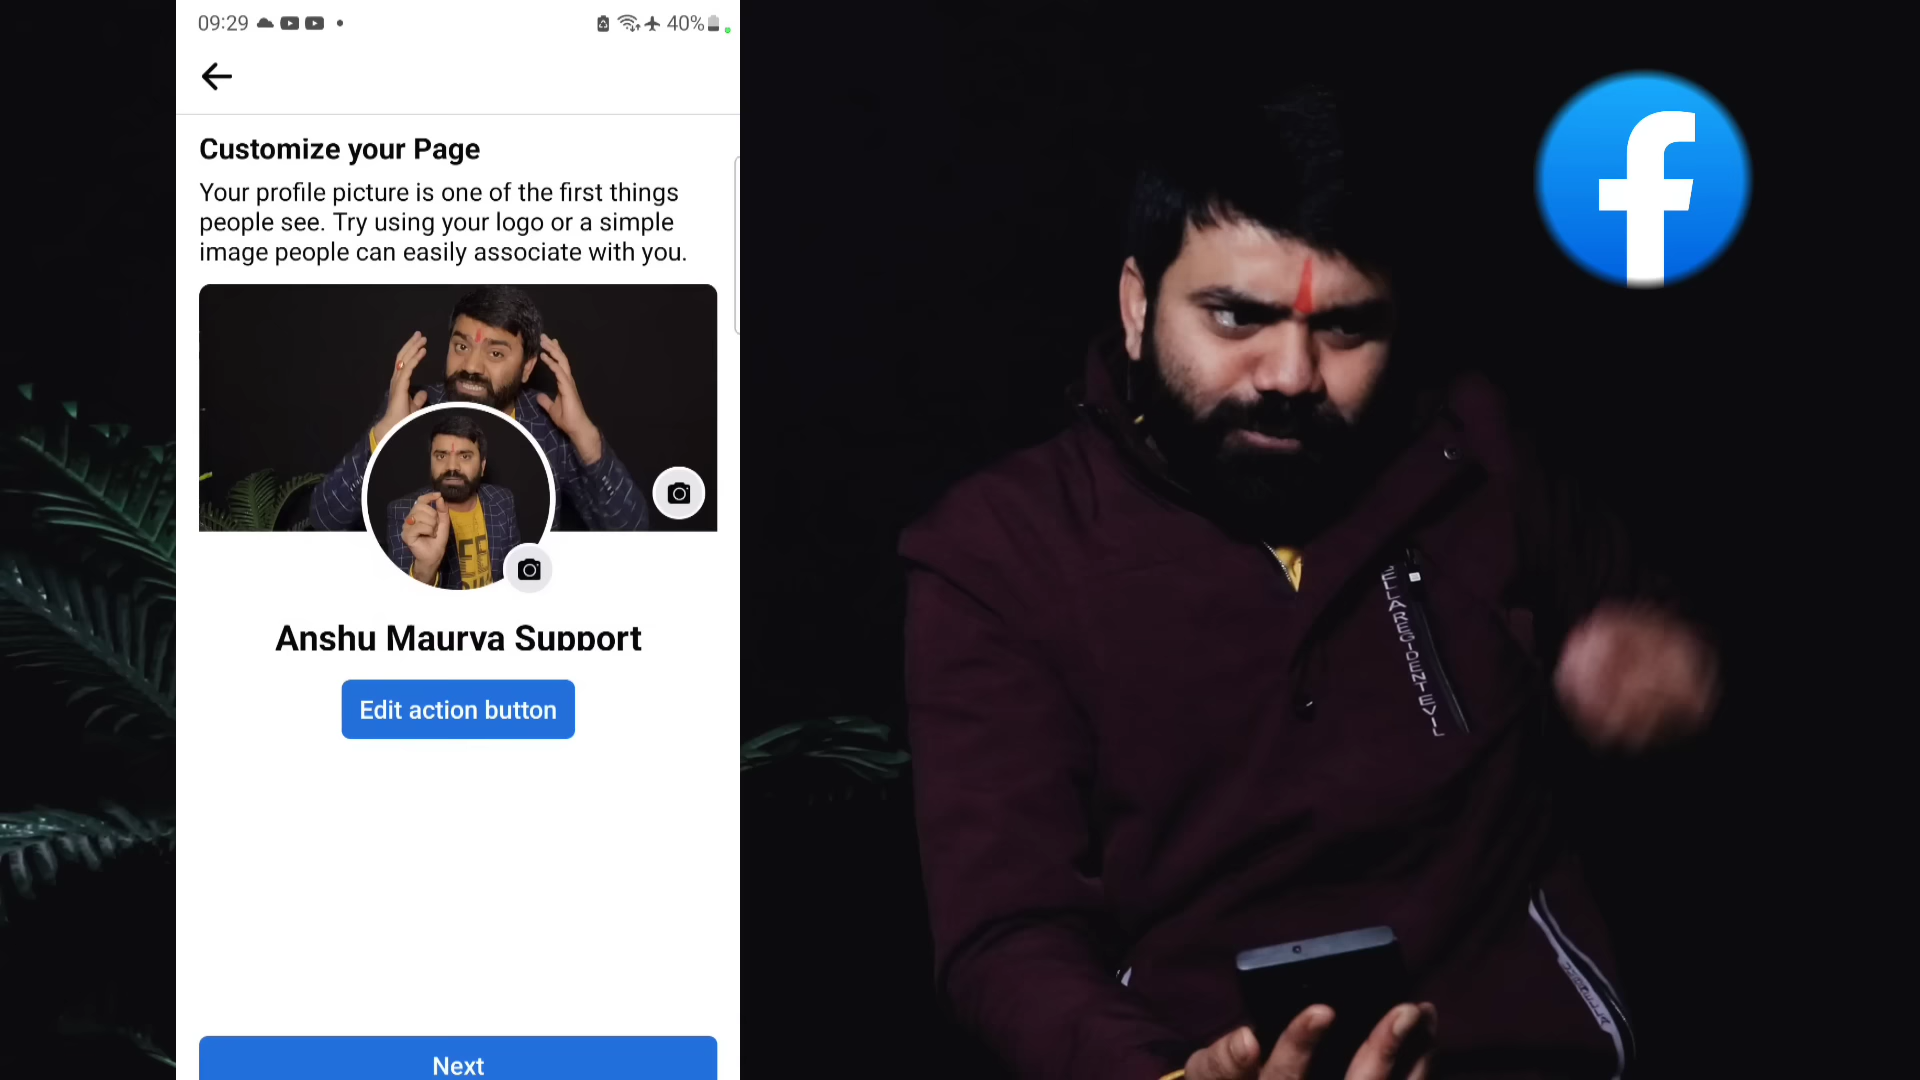 09:29
40%
Customize your Page
Your profile picture is one of the first things
people see. Try using your logo or a simple
image people can easily associate with you.
Anshu Maurya Support
Edit action button
Next